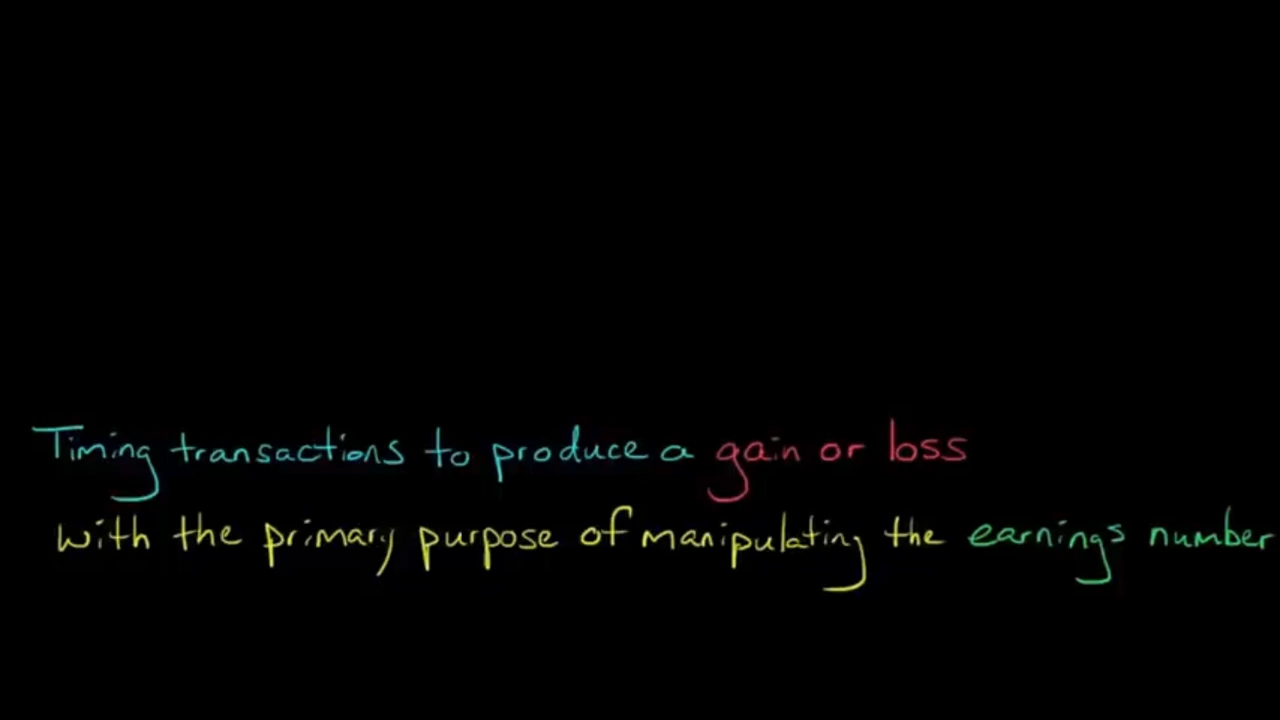 Timing transactions to produce a gain or loss
with the primary purpose of manipulating the earnings number